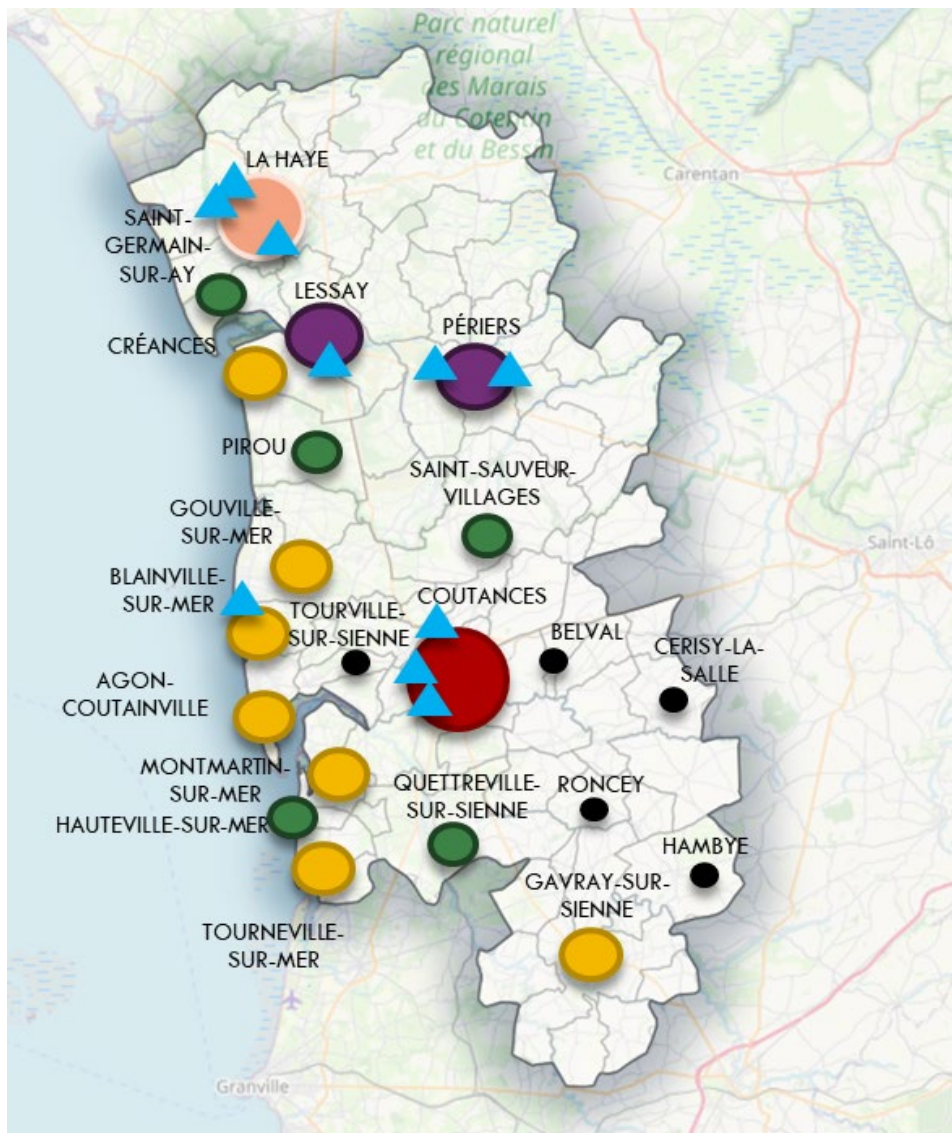 Parc naturel
régional
des Marais
du Cotentin
et du Bessin
LA HAYE
Carentan
SAINT-
GERMAIN-
SUR-AY
LESSAY
PÉRIERS
CRÉANCES
PIROU
SAINT-SAUVEUR-
VILLAGES
GOUVILLE-
SUR-MER
Saint-Lô
BLAINVILLE-
SUR-MER
TOURVILLE-
SUR-SIENNE
COUTANCES
BELVAL
CERISY-LA-
SALLE
AGON-
COUTAINVILLE
MONTMARTIN-
SUR-MER
QUETTREVILLE-
SUR-SIENNE
RONCEY
HAUTEVILLE-SUR-MER
HAMBYE
GAVRAY-SUR-
SIENNE
TOURNEVILLE-
SUR-MER
Granville